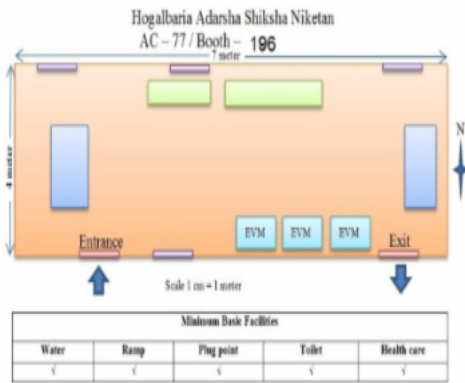 Hogalbaria Adarsha Shiksha Niketan
AC – 77 / Booth – 196
7 meter
4 meter
N
EVM EVM EVM
Entrance
Exit
Scale 1 cm = 1 meter
Minimum Basic Facilities
Water Ramp Plug point Toilet Health care
√ √ √ √ √